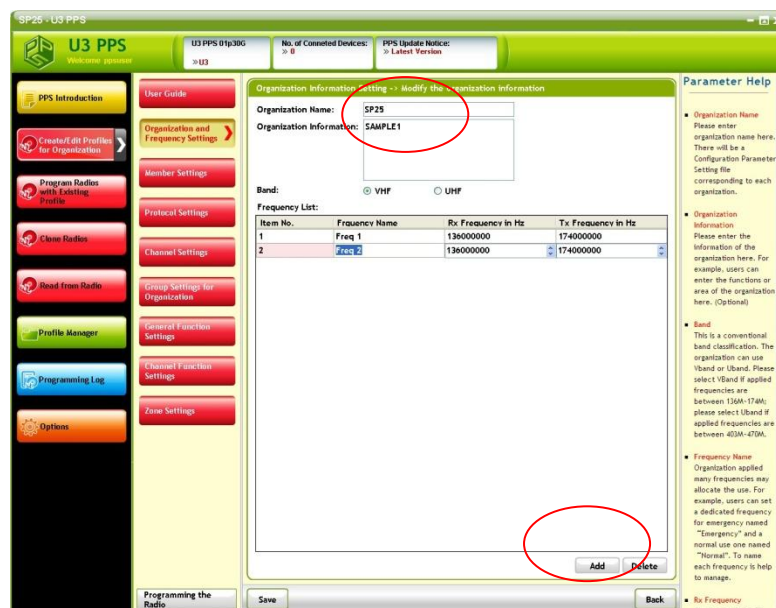 SP25 - U3 PPS
U3 PPS
Welcome ppsuser
U3 PPS 01p30G
»U3
No. of Conneted Devices:
» 0
PPS Update Notice:
» Latest Version
PPS Introduction
Create/Edit Profiles
for Organization
Program Radios
with Existing
Profile
Clone Radios
Read from Radio
Profile Manager
Programming Log
Options
User Guide
Organization and
Frequency Settings
Member Settings
Protocol Settings
Channel Settings
Group Settings for
Organization
General Function
Settings
Channel Function
Settings
Zone Settings
Programming the
Radio
Organization Information Setting -> Modify the organization information
Organization Name: SP25
Organization Information: SAMPLE1
Band: VHF UHF
Frequency List:
Item No. Frquency Name Rx Frequency in Hz Tx Frequency in Hz
1 Freq 1 136000000 174000000
2 Freq 2 136000000 174000000
Add Delete
Save Back
Parameter Help
Organization Name
Please enter
organization name here.
There will be a
Configuration Parameter
Setting file
corresponding to each
organization.
Organization
Information
Please enter the
information of the
organization here. For
example, users can
enter the functions or
area of the organization
here. (Optional)
Band
This is a conventional
band classification. The
organization can use
Vband or Uband. Please
select VBand if applied
frequencies are
between 136M-174M;
please select Uband if
applied frequencies are
between 403M-470M.
Frequency Name
Organization applied
many frequencies may
allocate the use. For
example, users can set
a dedicated frequency
for emergency named
"Emergency" and a
normal use one named
"Normal". To name
each frequency is help
to manage.
Rx Frequency